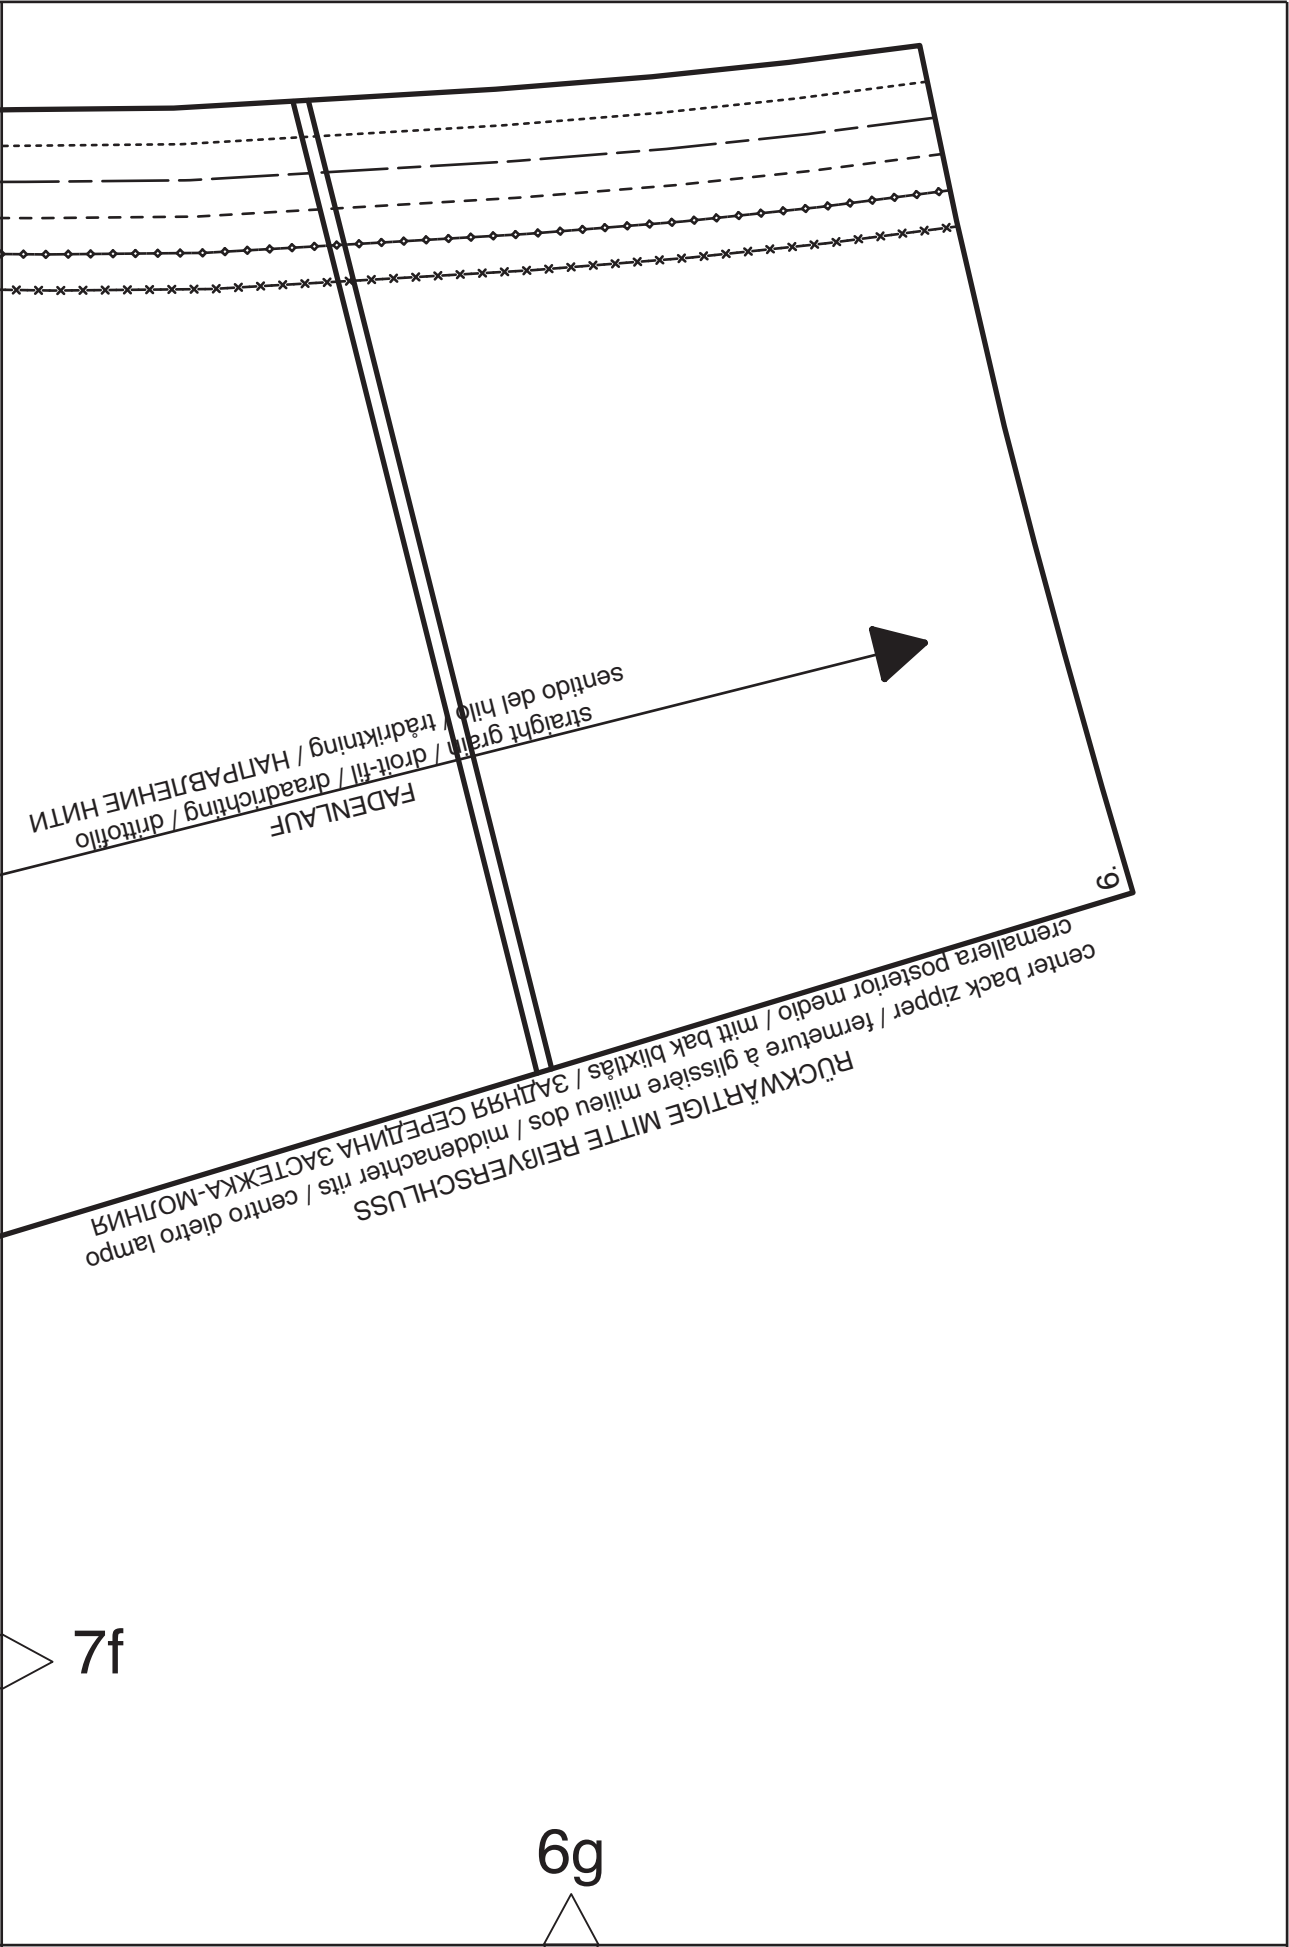 FADENLAUF
straight grain / droit-fil / draadrichting / drittofilo
sentido del hilo / trådriktning / НАПРАВЛЕНИЕ НИТИ
6.
RÜCKWÄRTIGE MITTE REIßVERSCHLUSS
center back zipper / fermeture à glissière milieu dos / middenachter rits / centro dietro lampo
cremallera posterior medio / mitt bak blixtlås / ЗАДНЯЯ СЕРЕДИНА ЗАСТЕЖКА-МОЛНИЯ
7f
6g